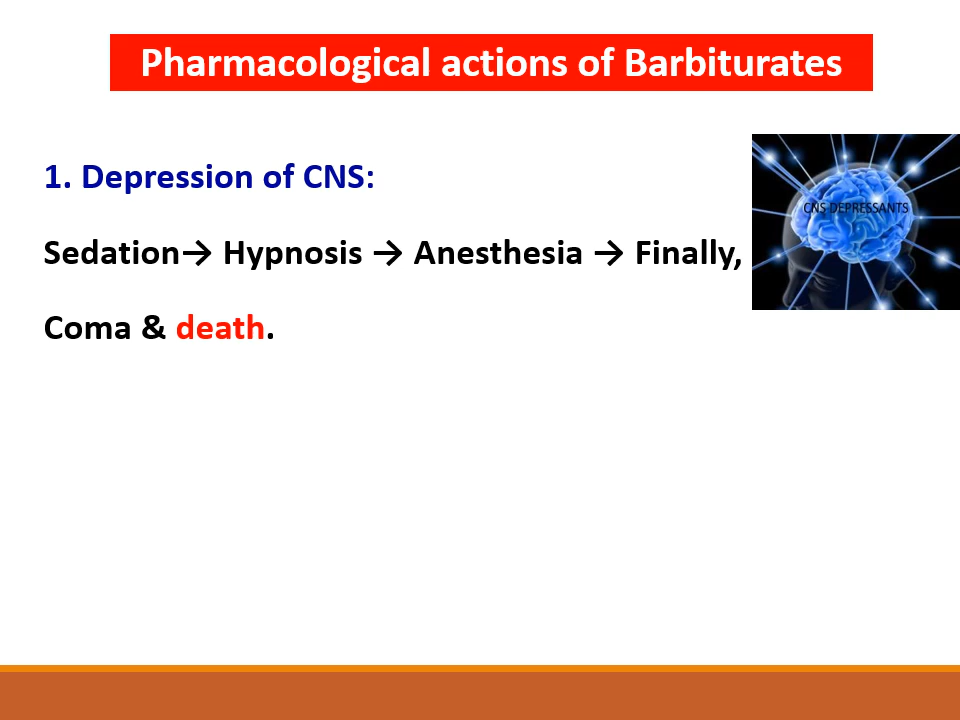 Pharmacological actions of Barbiturates
1. Depression of CNS:
CNS DEPRESSANTS
Sedation→ Hypnosis → Anesthesia → Finally,
Coma & death.